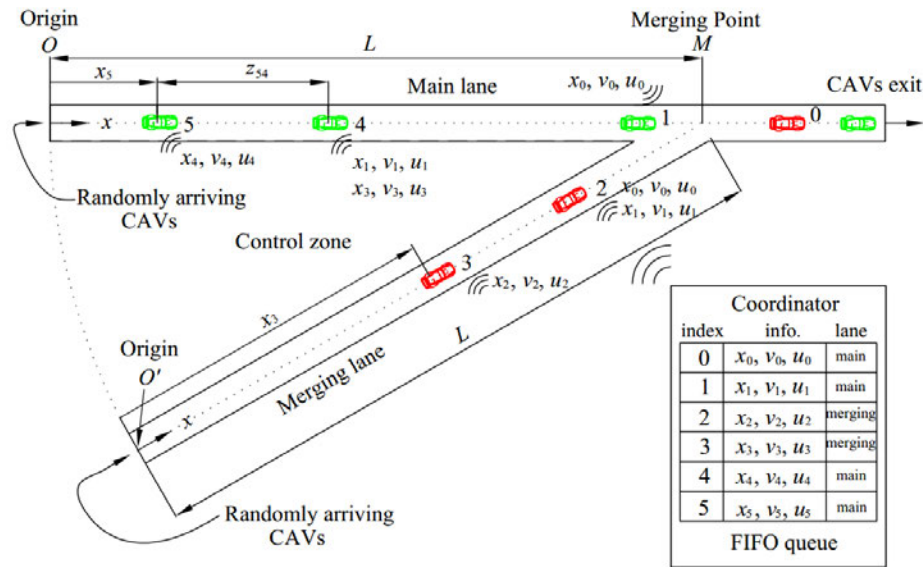 Origin
O
L
Merging Point
M
x5
z54
Main lane
x0, v0, u0
CAVs exit
x
5
4
1
0
x4, v4, u4
x1, v1, u1
x3, v3, u3
Randomly arriving
CAVs
2
x0, v0, u0
x1, v1, u1
Control zone
3
x2, v2, u2
x3
L
Origin
O'
Merging lane
x
Randomly arriving
CAVs
Coordinator
index info. lane
0 x0, v0, u0 main
1 x1, v1, u1 main
2 x2, v2, u2 merging
3 x3, v3, u3 merging
4 x4, v4, u4 main
5 x5, v5, u5 main
FIFO queue